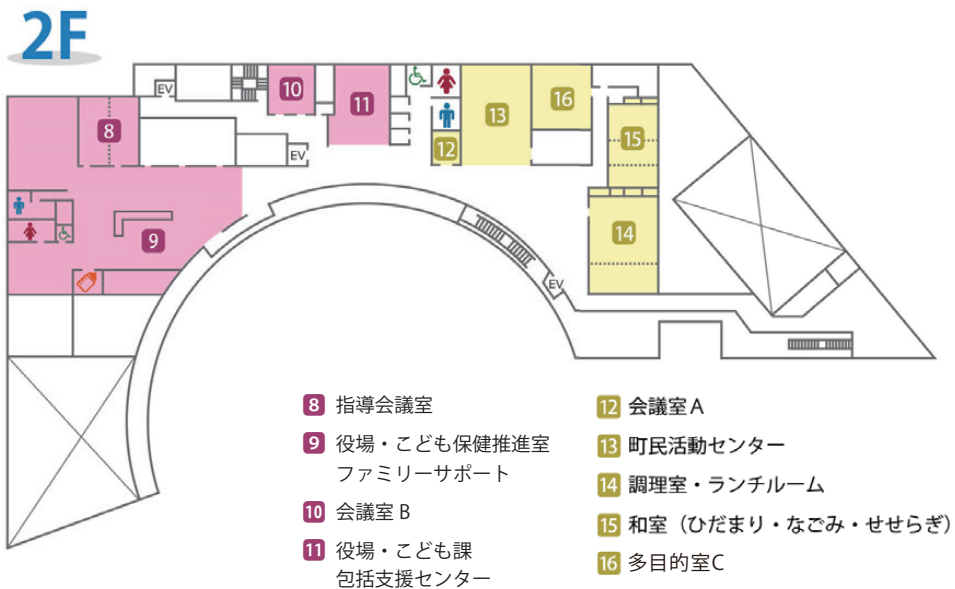 2F
EV
10
11
13
16
8
12
15
EV
9
14
EV
8 指導会議室
9 役場・こども保健推進室
ファミリーサポート
10 会議室 B
11 役場・こども課
包括支援センター
12 会議室A
13 町民活動センター
14 調理室・ランチルーム
15 和室（ひだまり・なごみ・せせらぎ）
16 多目的室C